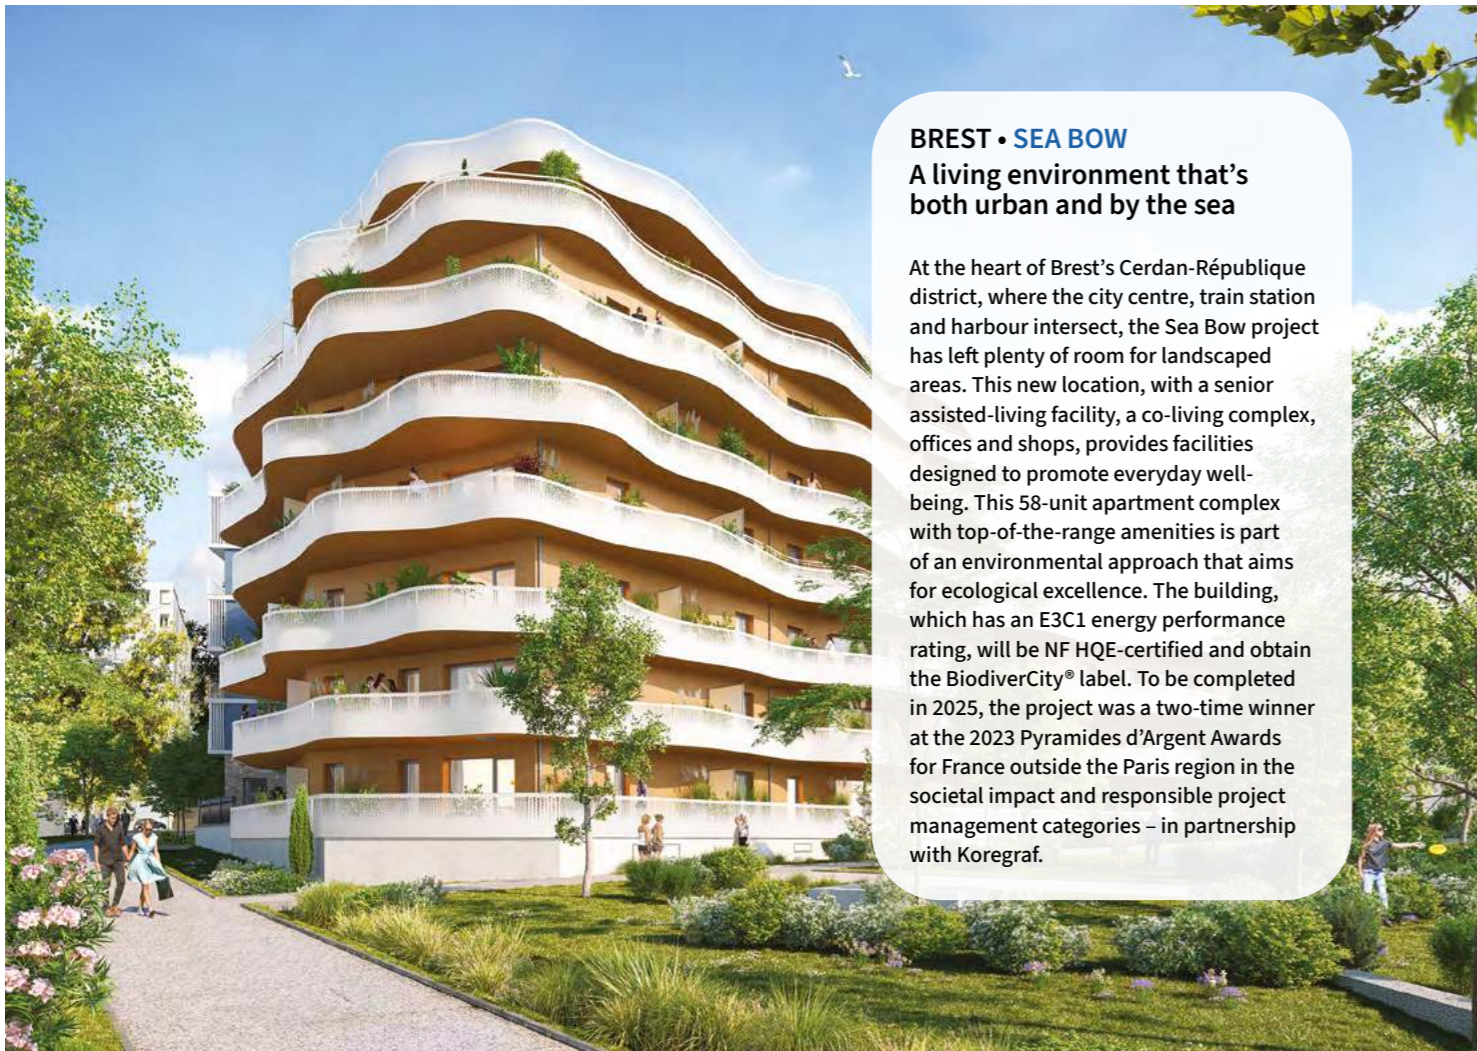 BREST • SEA BOW
A living environment that’s
both urban and by the sea
At the heart of Brest’s Cerdan-République
district, where the city centre, train station
and harbour intersect, the Sea Bow project
has left plenty of room for landscaped
areas. This new location, with a senior
assisted-living facility, a co-living complex,
offices and shops, provides facilities
designed to promote everyday well-
being. This 58-unit apartment complex
with top-of-the-range amenities is part
of an environmental approach that aims
for ecological excellence. The building,
which has an E3C1 energy performance
rating, will be NF HQE-certified and obtain
the BiodiverCity® label. To be completed
in 2025, the project was a two-time winner
at the 2023 Pyramides d’Argent Awards
for France outside the Paris region in the
societal impact and responsible project
management categories – in partnership
with Koregraf.